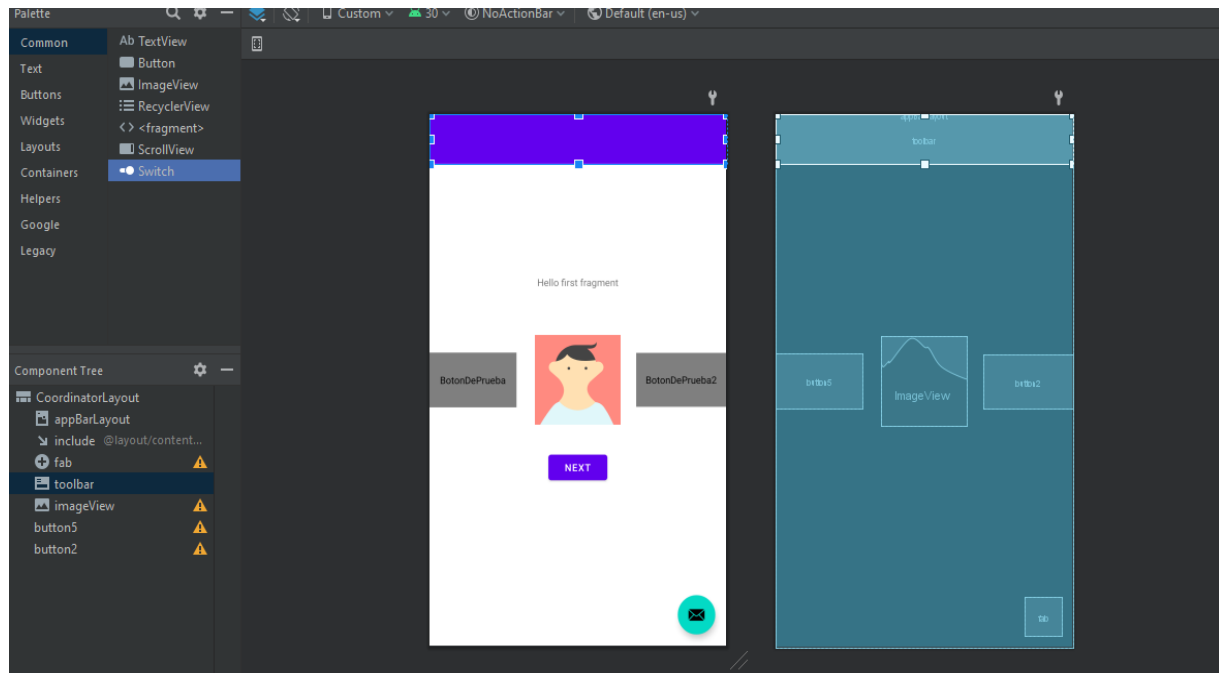 Palette
Custom
30
NoActionBar
Default (en-us)
Common
Text
Buttons
Widgets
Layouts
Containers
Helpers
Google
Legacy
Ab TextView
Button
ImageView
RecyclerView
<> <fragment>
ScrollView
Switch
Component Tree
CoordinatorLayout
appBarLayout
include @layout/content...
fab
toolbar
imageView
button5
button2
Hello first fragment
BotonDePrueba
BotonDePrueba2
NEXT
toolbar
button5
ImageView
button2
fab